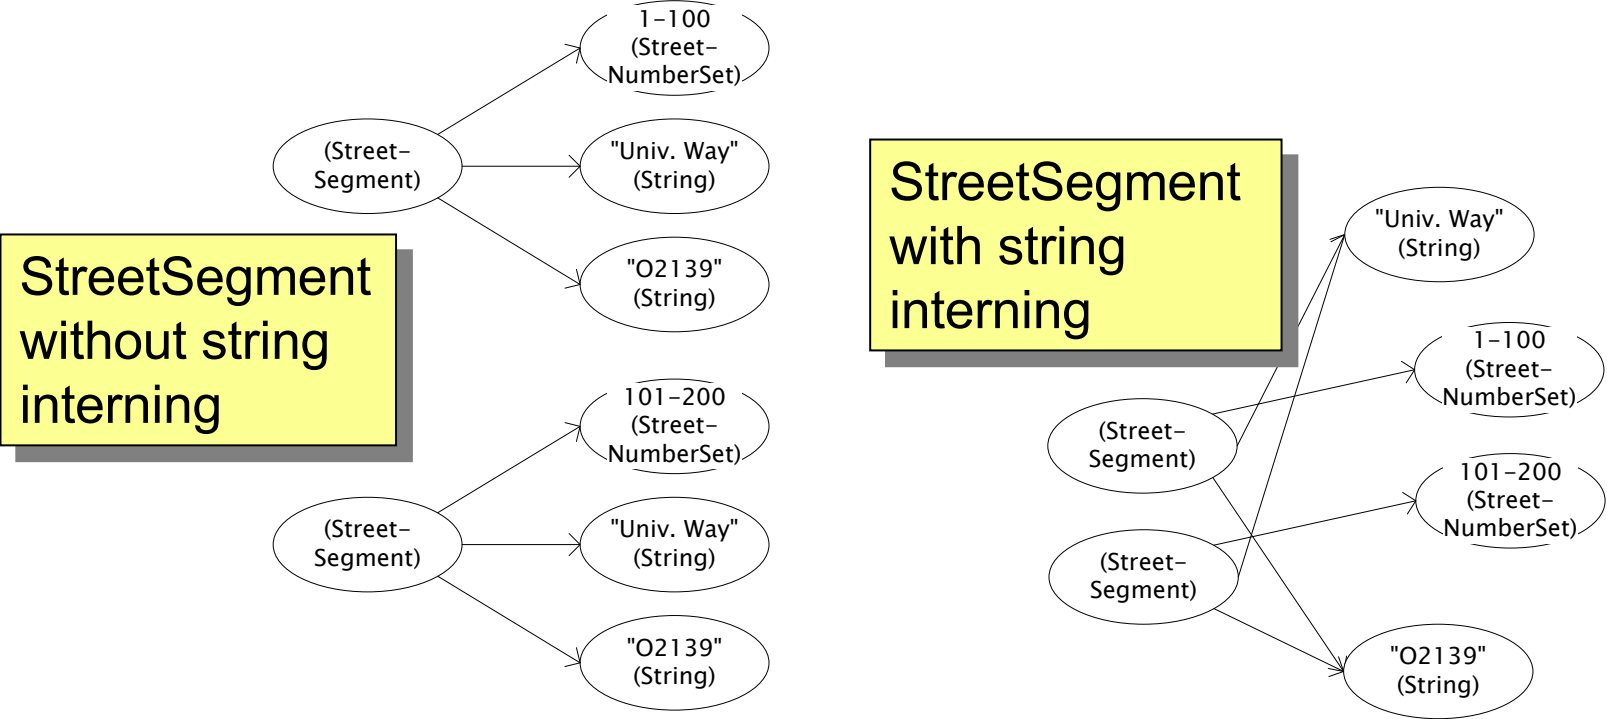 1-100
(Street-
NumberSet)
(Street-
Segment)
"Univ. Way"
(String)
"O2139"
(String)
StreetSegment
without string
interning
101-200
(Street-
NumberSet)
(Street-
Segment)
"Univ. Way"
(String)
"O2139"
(String)
StreetSegment
with string
interning
"Univ. Way"
(String)
1-100
(Street-
NumberSet)
(Street-
Segment)
101-200
(Street-
NumberSet)
(Street-
Segment)
"O2139"
(String)